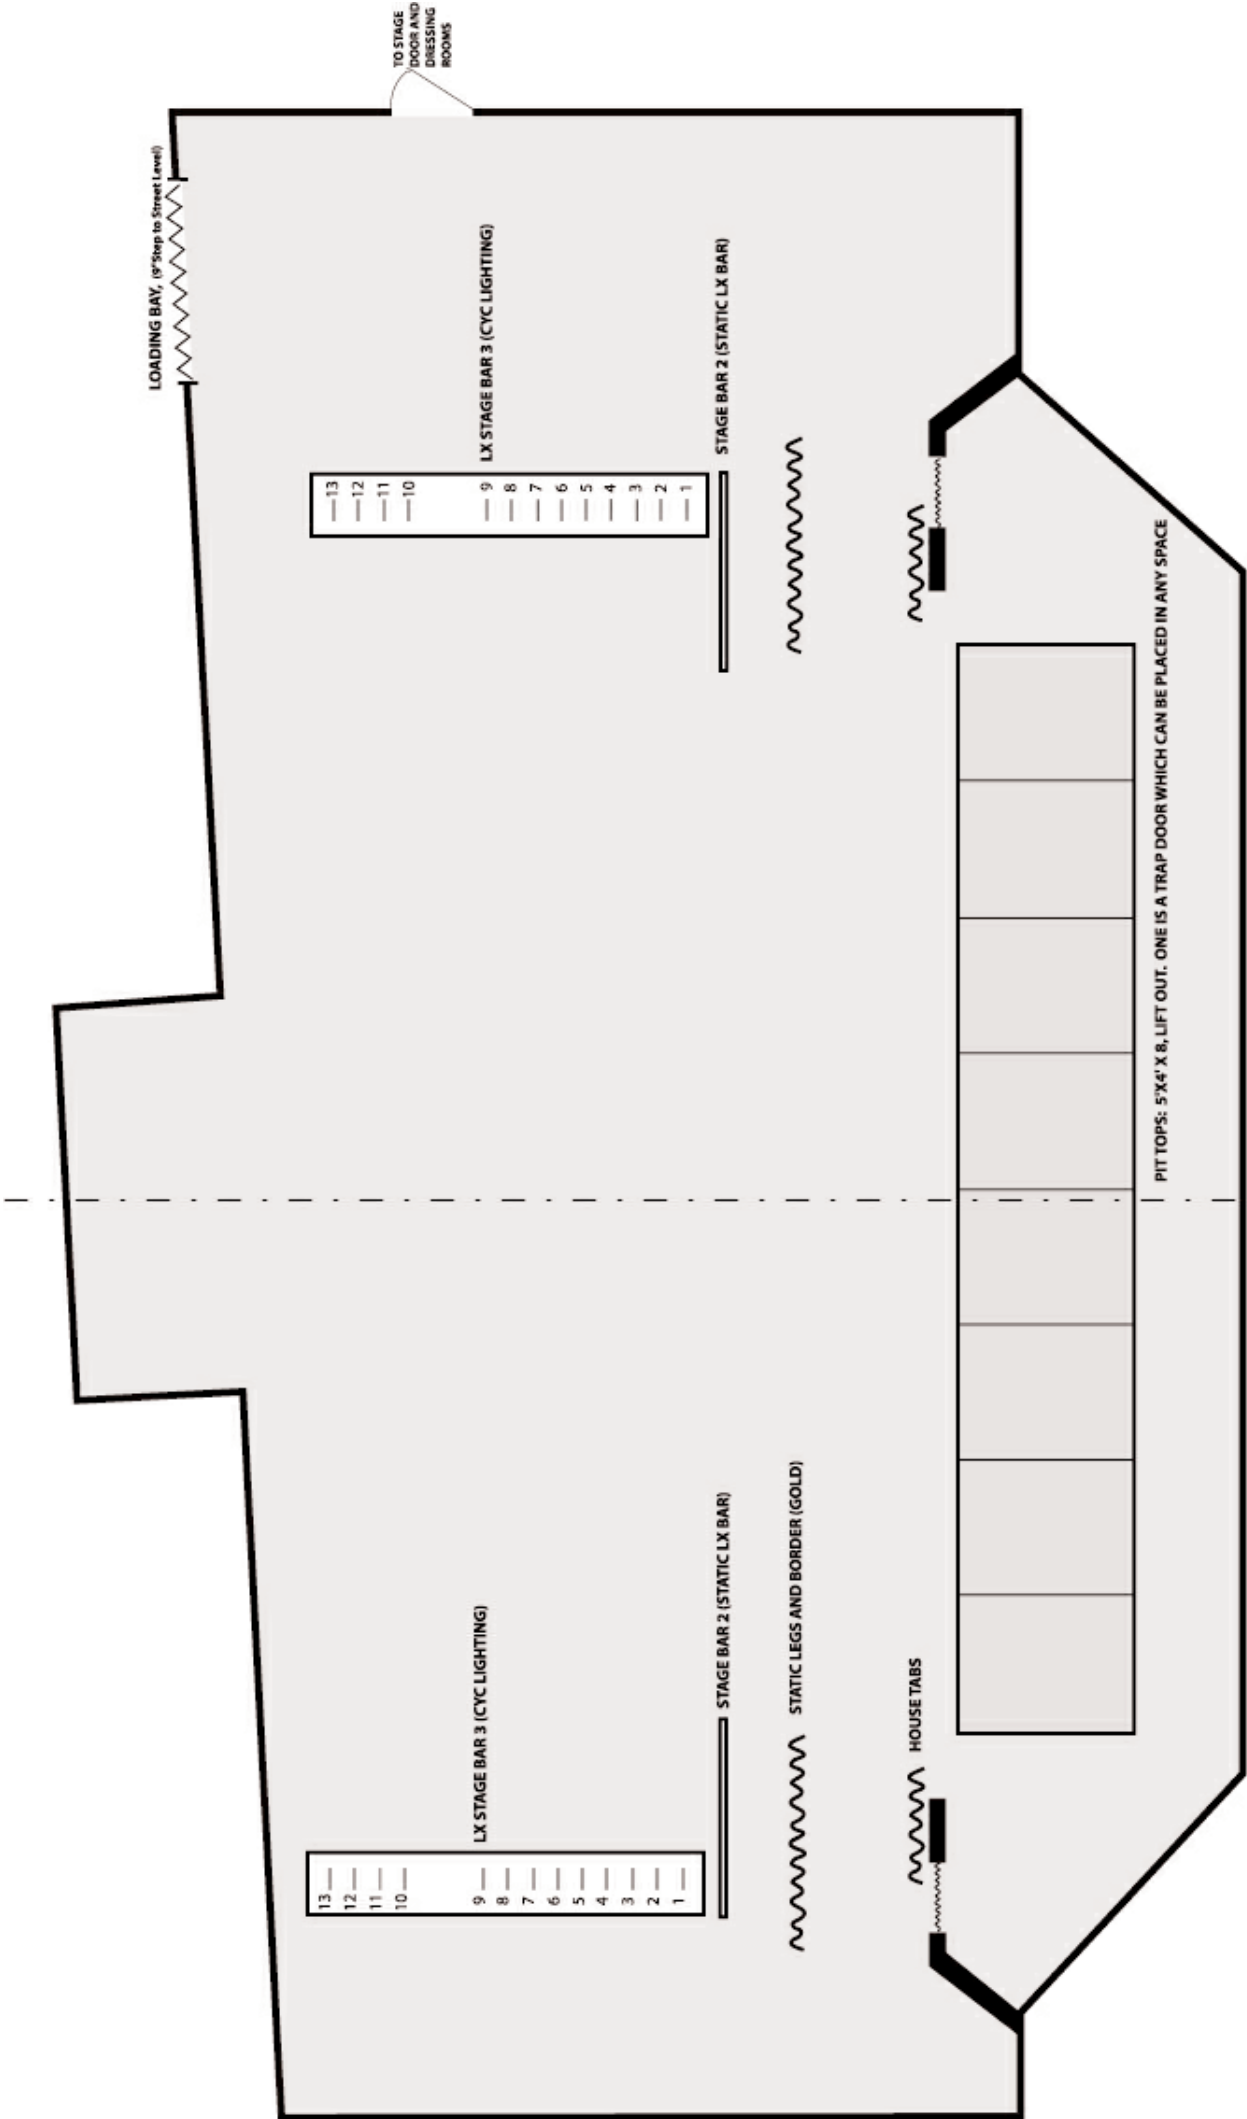 LOADING BAY, (9"Step to Street Level)
TO STAGE
DOOR AND
DRESSING
ROOMS
13
12
11
10
9
8
7
6
5
4
3
2
1
LX STAGE BAR 3 (CYC LIGHTING)
LX STAGE BAR 3 (CYC LIGHTING)
13
12
11
10
9
8
7
6
5
4
3
2
1
STAGE BAR 2 (STATIC LX BAR)
STAGE BAR 2 (STATIC LX BAR)
STATIC LEGS AND BORDER (GOLD)
HOUSE TABS
PIT TOPS: 5'X4' X 8, LIFT OUT. ONE IS A TRAP DOOR WHICH CAN BE PLACED IN ANY SPACE